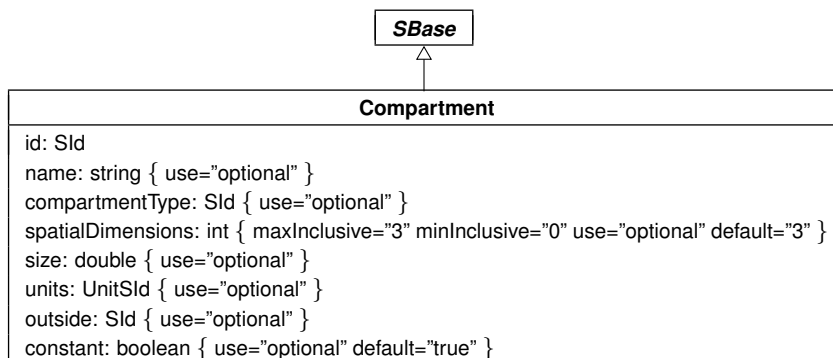 SBase
Compartment
id: SId
name: string { use=”optional” }
compartmentType: SId { use=”optional” }
spatialDimensions: int { maxInclusive=”3” minInclusive=”0” use=”optional” default=”3” }
size: double { use=”optional” }
units: UnitSId { use=”optional” }
outside: SId { use=”optional” }
constant: boolean { use=”optional” default=”true” }